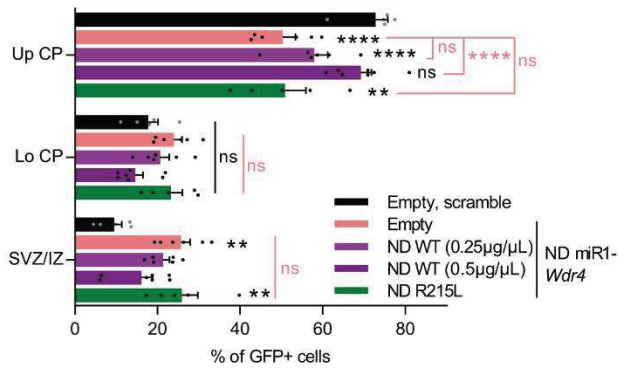 Up CP
****
****
ns
**
ns
****
ns
Lo CP
ns
ns
SVZ/IZ
**
**
ns
Empty, scramble
Empty
ND WT (0.25µg/µL)
ND WT (0.5µg/µL)
ND R215L
ND miR1-
Wdr4
0 20 40 60 80
% of GFP+ cells